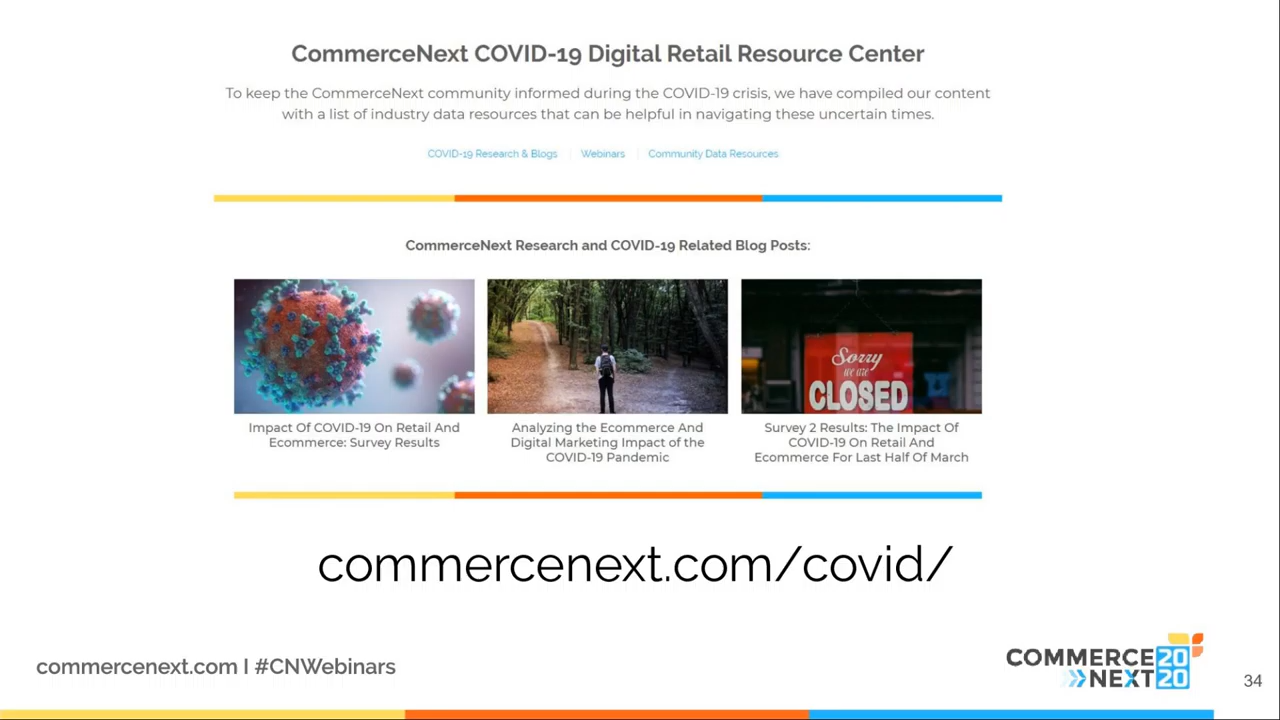 CommerceNext COVID-19 Digital Retail Resource Center
To keep the CommerceNext community informed during the COVID-19 crisis, we have compiled our content
with a list of industry data resources that can be helpful in navigating these uncertain times.
COVID-19 Research & Blogs Webinars Community Data Resources
CommerceNext Research and COVID-19 Related Blog Posts:
Sorry
we are
CLOSED
Impact Of COVID-19 On Retail And
Ecommerce: Survey Results
Analyzing the Ecommerce And
Digital Marketing Impact of the
COVID-19 Pandemic
Survey 2 Results: The Impact Of
COVID-19 On Retail And
Ecommerce For Last Half Of March
commercenext.com/covid/
commercenext.com I #CNWebinars
COMMERCE 20
NEXT 20
34